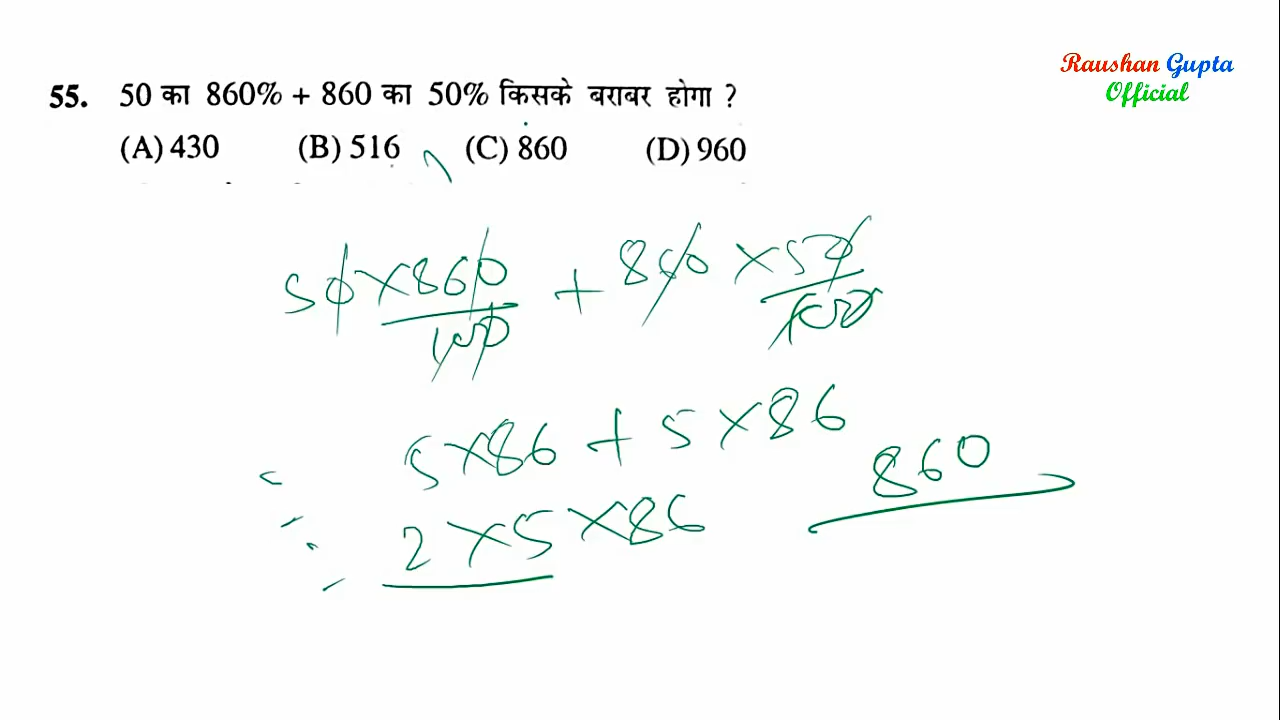 Raushan Gupta
Official
55. 50 का 860% + 860 का 50% किसके बराबर होगा ?
(A) 430 (B) 516 (C) 860 (D) 960
50 × 860/100 + 860 × 50/100
5 × 86 + 5 × 86
2 × 5 × 86
860